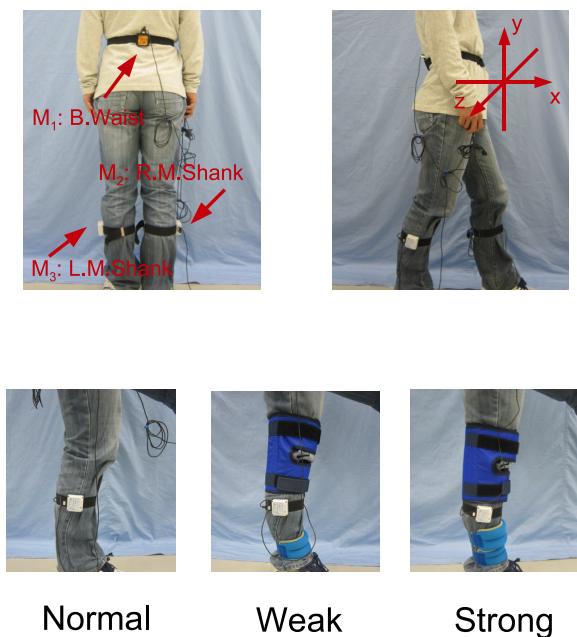 M1: B.Waist
M2: R.M.Shank
M3: L.M.Shank
y
x
z
Normal
Weak
Strong